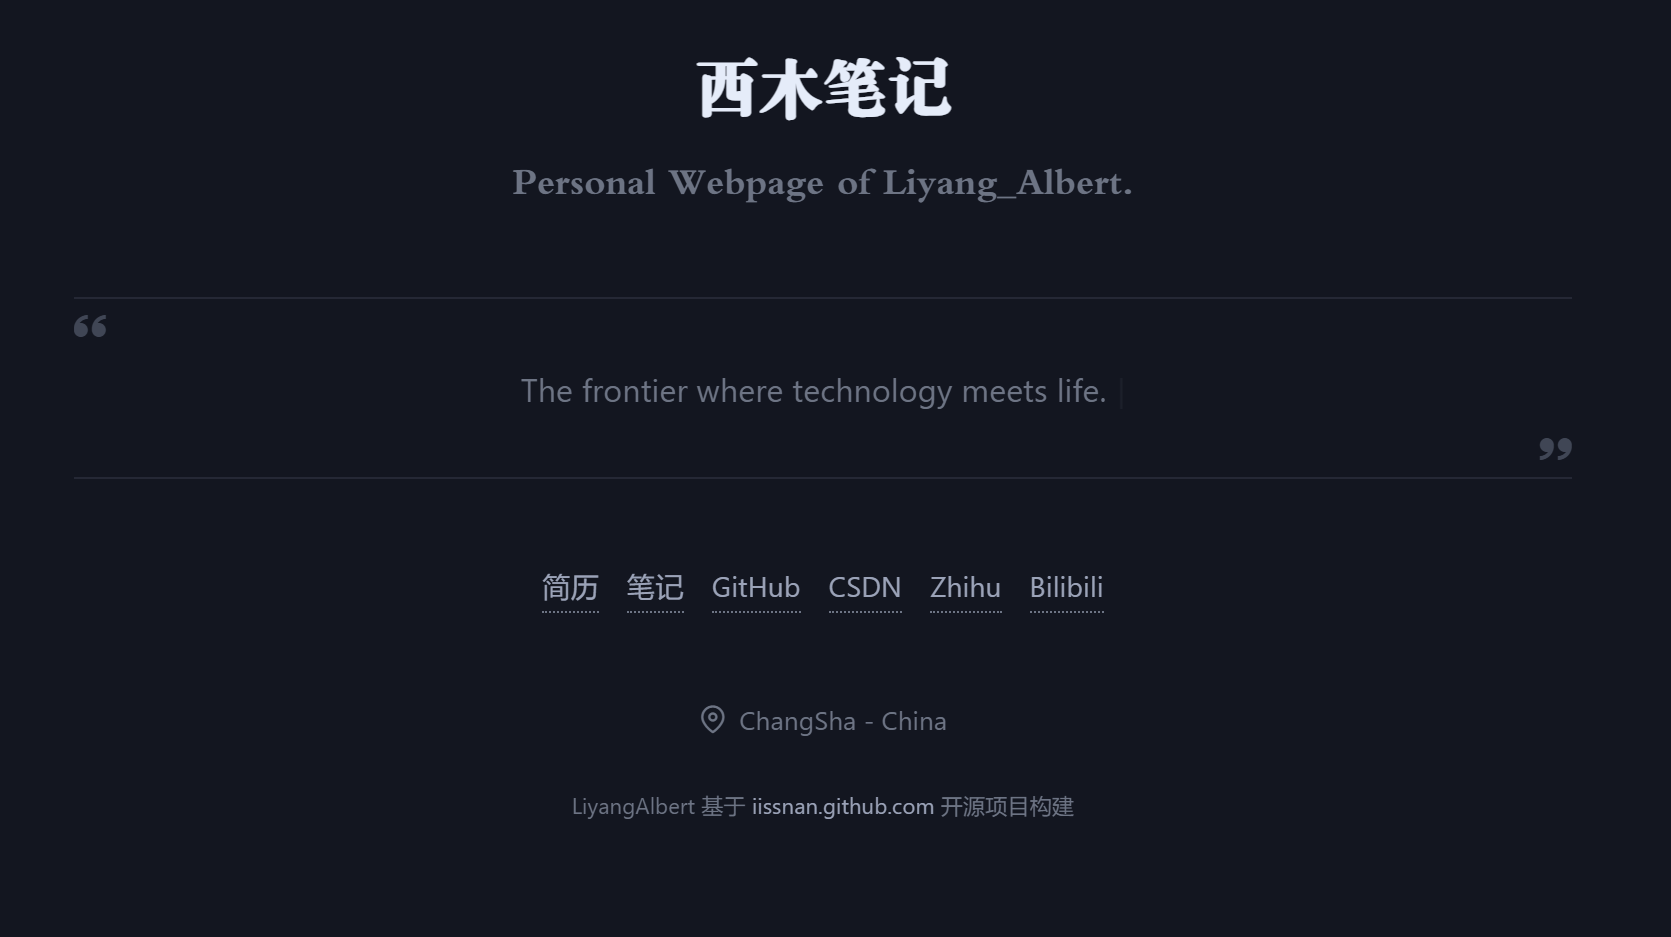 西木笔记
Personal Webpage of Liyang_Albert.
“
The frontier where technology meets life. |
”
简历 笔记 GitHub CSDN Zhihu Bilibili
ChangSha - China
LiyangAlbert 基于 iissnan.github.com 开源项目构建